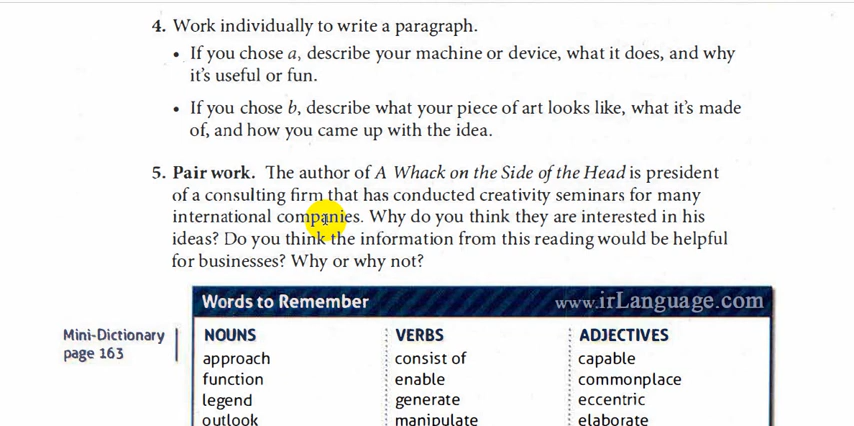 4. Work individually to write a paragraph.
• If you chose a, describe your machine or device, what it does, and why
it's useful or fun.
• If you chose b, describe what your piece of art looks like, what it's made
of, and how you came up with the idea.
5. Pair work. The author of A Whack on the Side of the Head is president
of a consulting firm that has conducted creativity seminars for many
international companies. Why do you think they are interested in his
ideas? Do you think the information from this reading would be helpful
for businesses? Why or why not?
Words to Remember www.irLanguage.com
Mini-Dictionary
page 163
NOUNS VERBS ADJECTIVES
approach consist of capable
function enable commonplace
legend generate eccentric
outlook manipulate elaborate